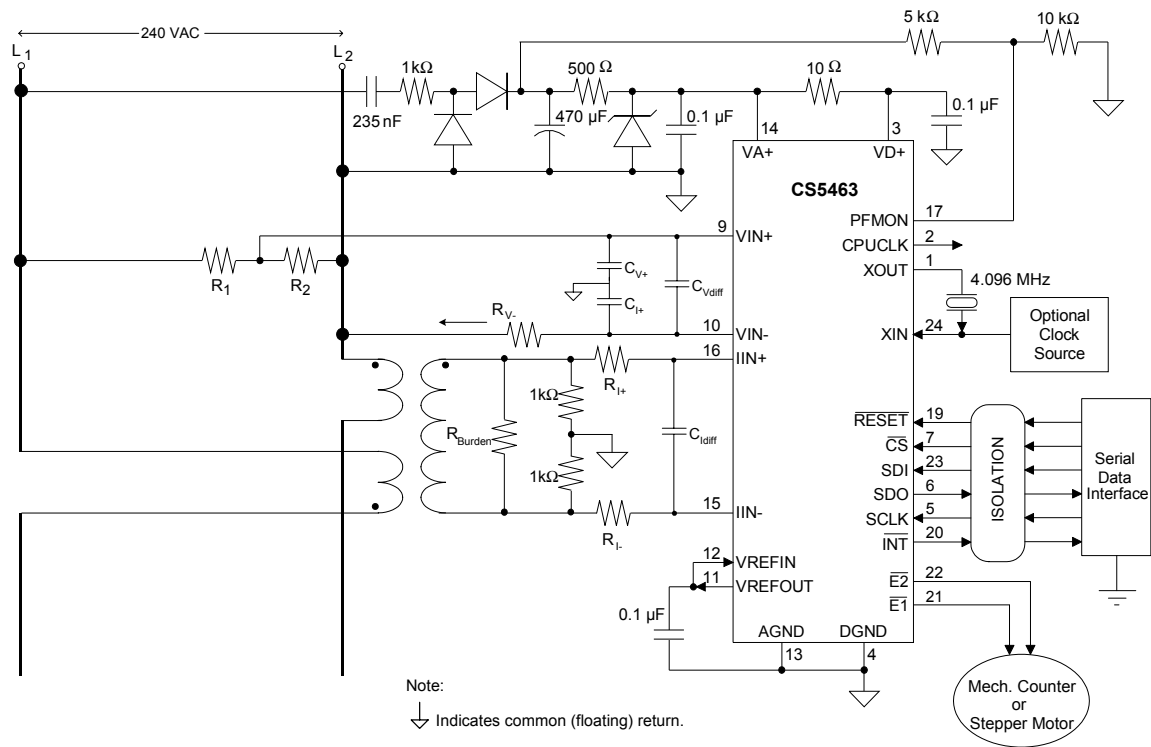 240 VAC
L1
L2
5 kΩ
10 kΩ
1kΩ
500 Ω
10 Ω
235 nF
470 µF
0.1 µF
0.1 µF
14
3
VA+
VD+
CS5463
17
PFMON
2
CPUCLK
1
XOUT
4.096 MHz
24
XIN
Optional
Clock
Source
9
VIN+
R1
R2
CV+
CI+
CVdiff
RV-
10
VIN-
16
IIN+
RI+
1kΩ
RBurden
CIdiff
1kΩ
15
IIN-
RI-
RESET
19
CS
7
SDI
23
SDO
6
SCLK
5
INT
20
ISOLATION
Serial
Data
Interface
12
VREFIN
11
VREFOUT
0.1 µF
E2
22
E1
21
AGND
DGND
13
4
Mech. Counter
or
Stepper Motor
Note:
Indicates common (floating) return.